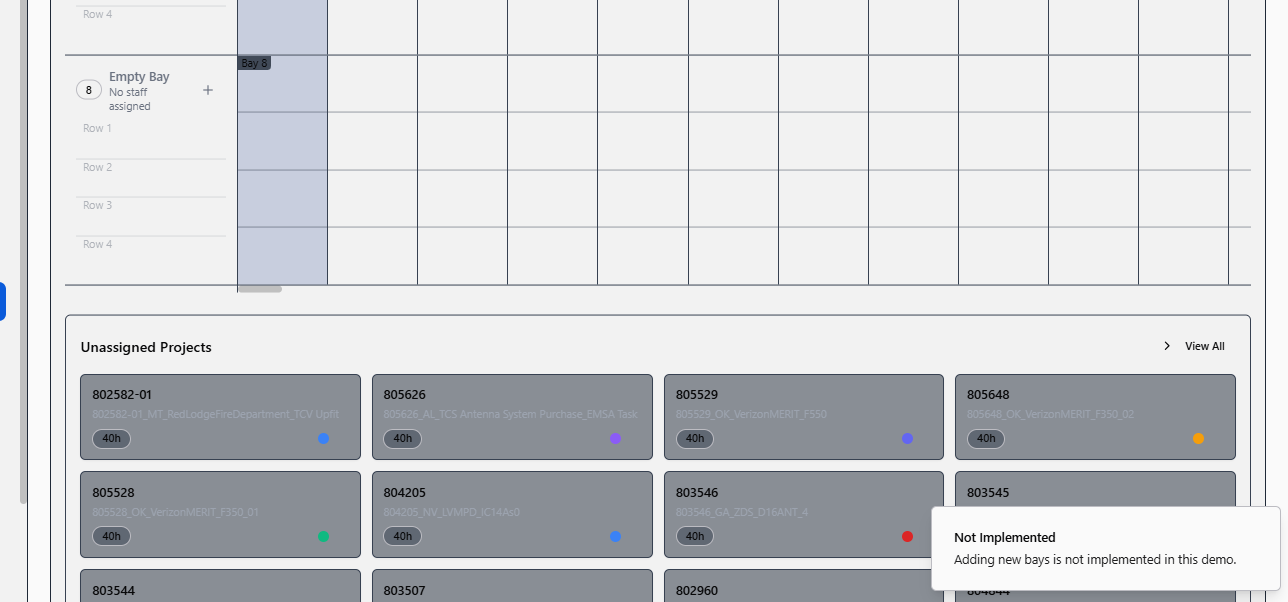 Row 4
Bay 8
8
Empty Bay
No staff
assigned
+
Row 1
Row 2
Row 3
Row 4
Unassigned Projects
View All
802582-01
802582-01_MT_RedLodgeFireDepartment_TCV Upfit
40h
805626
805626_AL_TCS Antenna System Purchase_EMSA Task
40h
805529
805529_OK_VerizonMERIT_F550
40h
805648
805648_OK_VerizonMERIT_F350_02
40h
805528
805528_OK_VerizonMERIT_F350_01
40h
804205
804205_NV_LVMPD_IC14As0
40h
803546
803546_GA_ZDS_D16ANT_4
40h
803545
803544
803507
802960
Not Implemented
Adding new bays is not implemented in this demo.